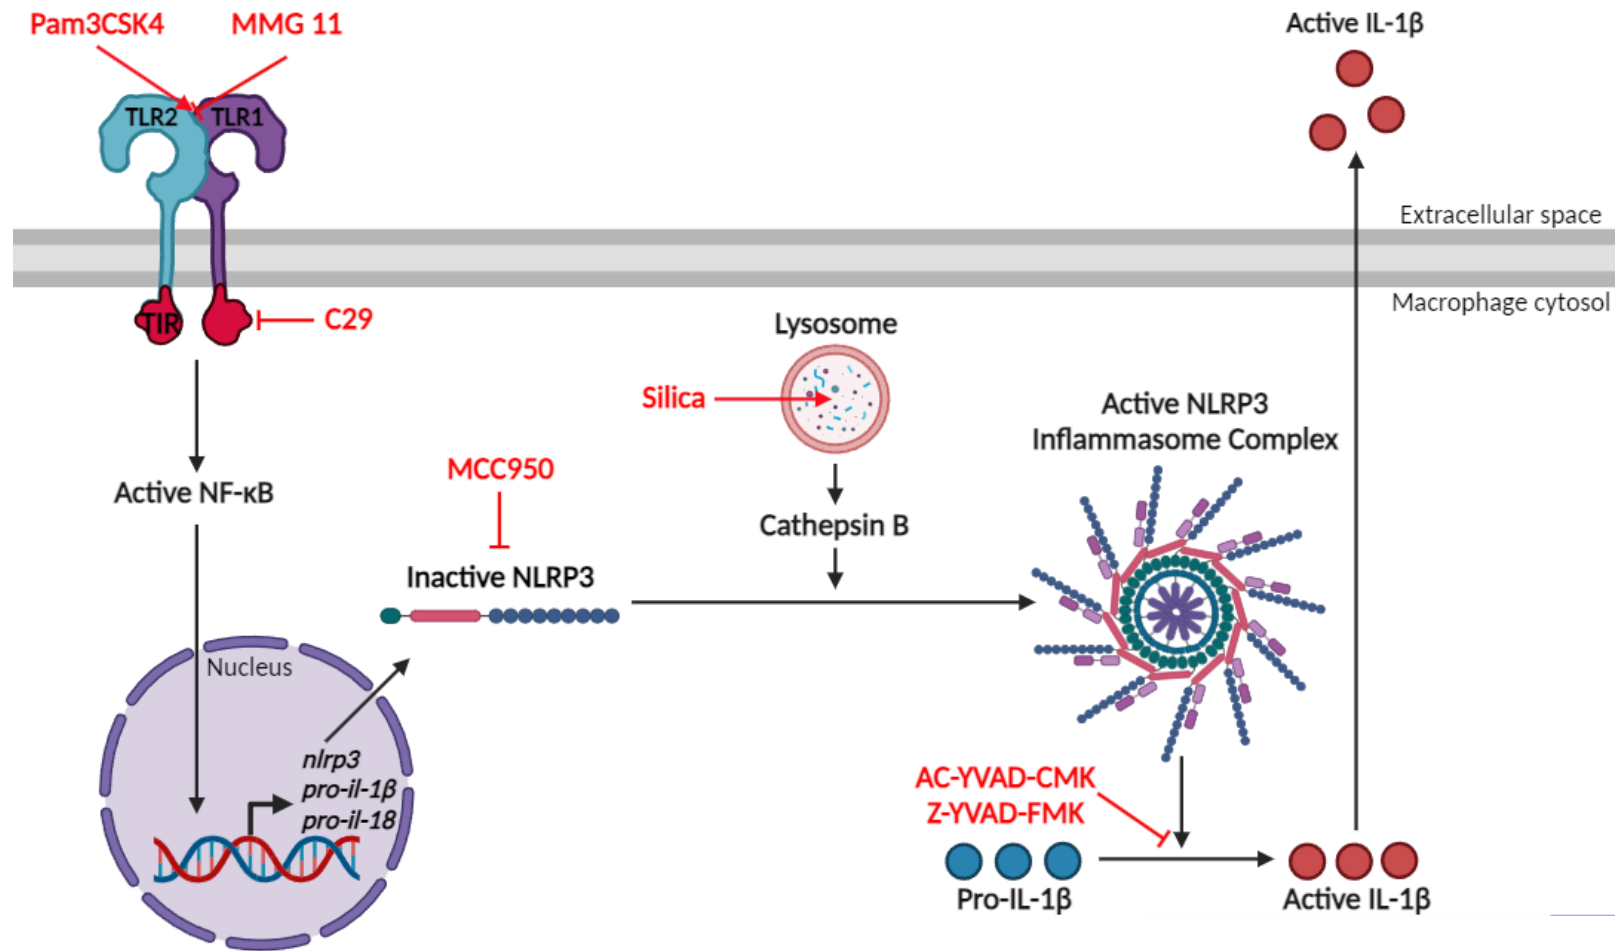 Pam3CSK4
MMG 11
Active IL-1β
TLR2
TLR1
Extracellular space
Macrophage cytosol
TIR
C29
Lysosome
Silica
Active NLRP3
Inflammasome Complex
MCC950
Active NF-κB
Cathepsin B
Inactive NLRP3
Nucleus
nlrp3
pro-il-1β
pro-il-18
AC-YVAD-CMK
Z-YVAD-FMK
Pro-IL-1β
Active IL-1β